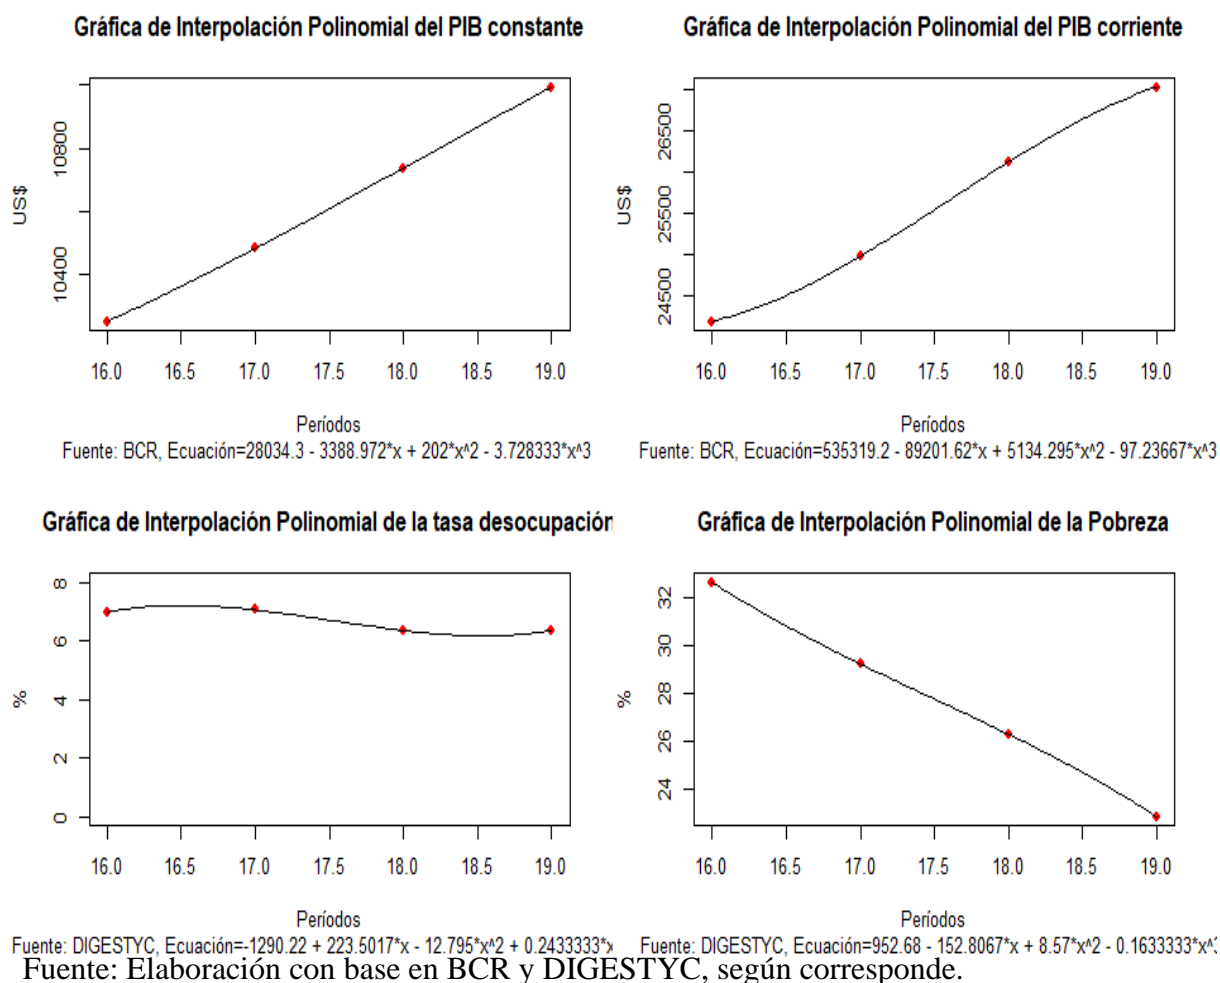 Gráfica de Interpolación Polinomial del PIB constante
US$
10400
10800
16.0 16.5 17.0 17.5 18.0 18.5 19.0
Períodos
Fuente: BCR, Ecuación=28034.3 - 3388.972*x + 202*x^2 - 3.728333*x^3
Gráfica de Interpolación Polinomial del PIB corriente
US$
24500
25500
26500
16.0 16.5 17.0 17.5 18.0 18.5 19.0
Períodos
Fuente: BCR, Ecuación=535319.2 - 89201.62*x + 5134.295*x^2 - 97.23667*x^3
Gráfica de Interpolación Polinomial de la tasa desocupación
%
0
2
4
6
8
16.0 16.5 17.0 17.5 18.0 18.5 19.0
Períodos
Fuente: DIGESTYC, Ecuación=-1290.22 + 223.5017*x - 12.795*x^2 + 0.2433333*x
Gráfica de Interpolación Polinomial de la Pobreza
%
24
26
28
30
32
16.0 16.5 17.0 17.5 18.0 18.5 19.0
Períodos
Fuente: DIGESTYC, Ecuación=952.68 - 152.8067*x + 8.57*x^2 - 0.1633333*x^3
Fuente: Elaboración con base en BCR y DIGESTYC, según corresponde.